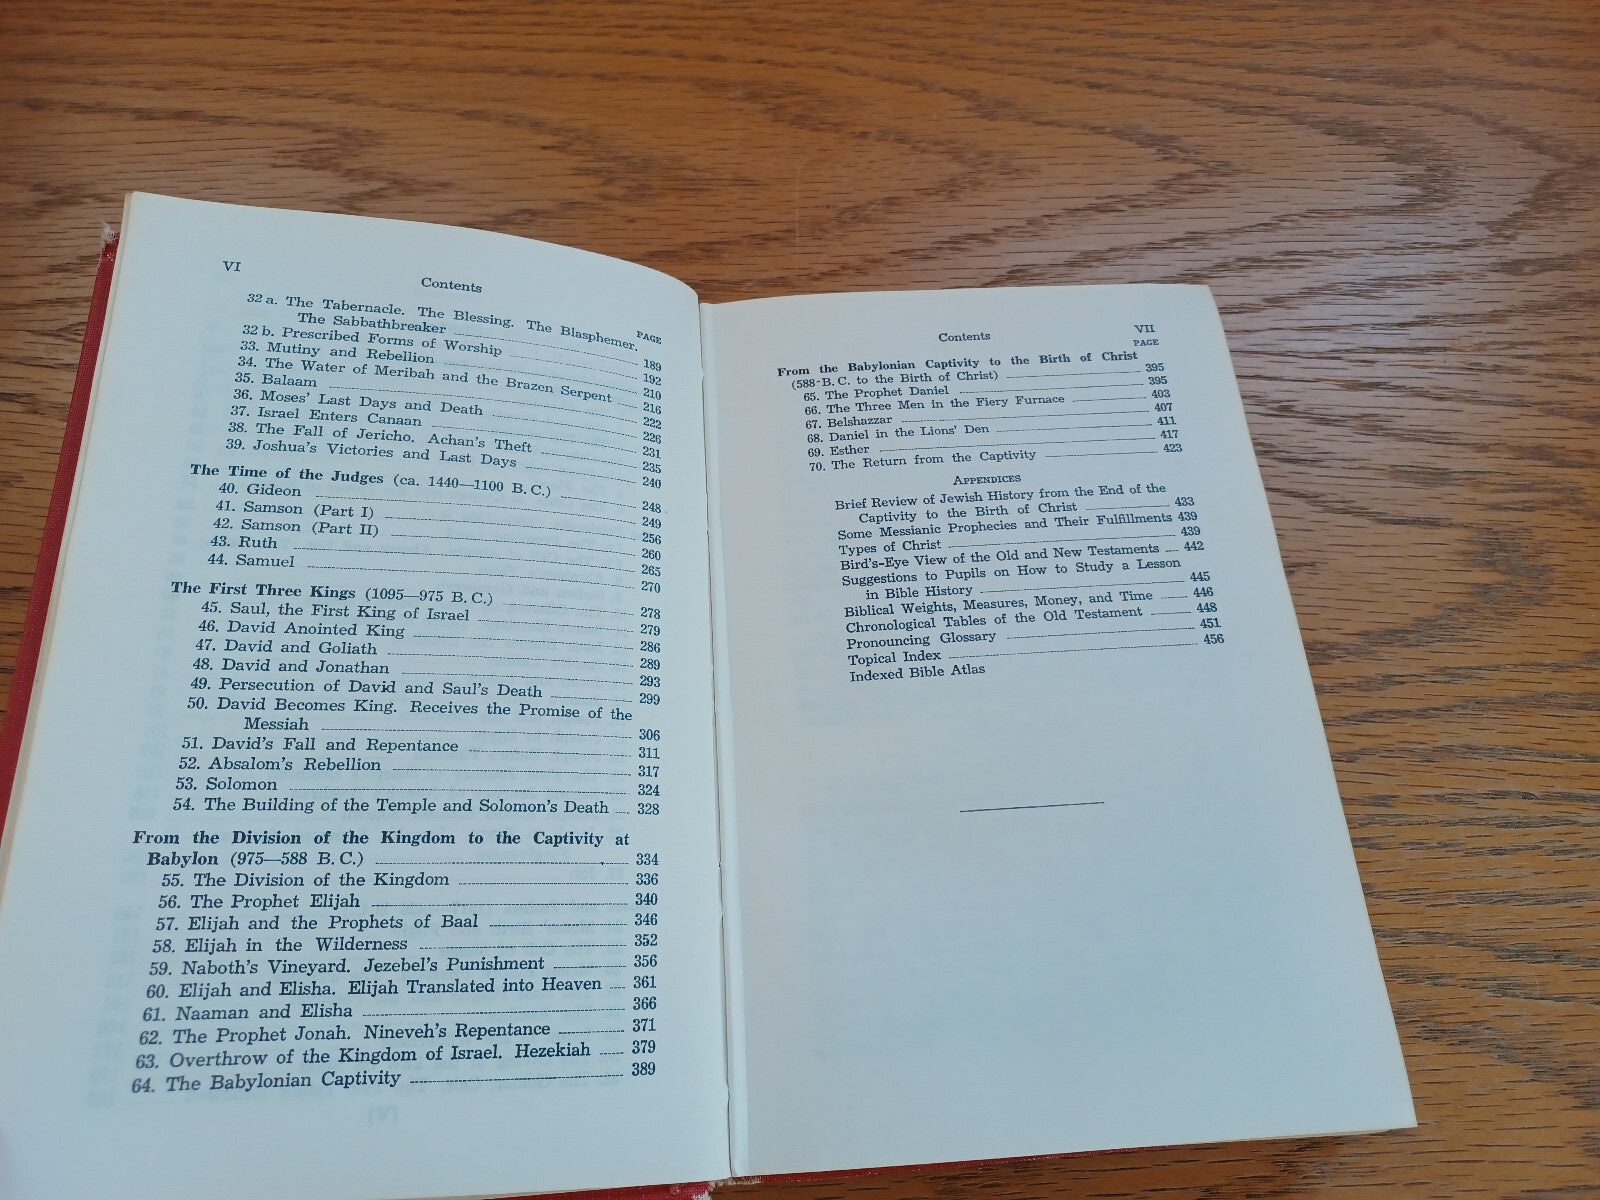 VI
Contents
PAGE
32 a. The Tabernacle. The Blessing. The Blasphemer.
The Sabbathbreaker 189
32 b. Prescribed Forms of Worship 192
33. Mutiny and Rebellion 210
34. The Water of Meribah and the Brazen Serpent 216
35. Balaam 222
36. Moses' Last Days and Death 226
37. Israel Enters Canaan 231
38. The Fall of Jericho. Achan's Theft 235
39. Joshua's Victories and Last Days 240
The Time of the Judges (ca. 1440—1100 B. C.) 248
40. Gideon 249
41. Samson (Part I) 256
42. Samson (Part II) 260
43. Ruth 265
44. Samuel 270
The First Three Kings (1095—975 B. C.) 278
45. Saul, the First King of Israel 279
46. David Anointed King 286
47. David and Goliath 289
48. David and Jonathan 293
49. Persecution of David and Saul's Death 299
50. David Becomes King. Receives the Promise of the
Messiah 306
51. David's Fall and Repentance 311
52. Absalom's Rebellion 317
53. Solomon 324
54. The Building of the Temple and Solomon's Death 328
From the Division of the Kingdom to the Captivity at
Babylon (975—588 B. C.) 334
55. The Division of the Kingdom 336
56. The Prophet Elijah 340
57. Elijah and the Prophets of Baal 346
58. Elijah in the Wilderness 352
59. Naboth's Vineyard. Jezebel's Punishment 356
60. Elijah and Elisha. Elijah Translated into Heaven 361
61. Naaman and Elisha 366
62. The Prophet Jonah. Nineveh's Repentance 371
63. Overthrow of the Kingdom of Israel. Hezekiah 379
64. The Babylonian Captivity 389
Contents
VII
PAGE
From the Babylonian Captivity to the Birth of Christ
(588-B. C. to the Birth of Christ) 395
65. The Prophet Daniel 395
66. The Three Men in the Fiery Furnace 403
67. Belshazzar 407
68. Daniel in the Lions' Den 411
69. Esther 417
70. The Return from the Captivity 423
APPENDICES
Brief Review of Jewish History from the End of the
Captivity to the Birth of Christ 433
Some Messianic Prophecies and Their Fulfillments 439
Types of Christ 439
Bird's-Eye View of the Old and New Testaments 442
Suggestions to Pupils on How to Study a Lesson
in Bible History 445
Biblical Weights, Measures, Money, and Time 446
Chronological Tables of the Old Testament 448
Pronouncing Glossary 451
Topical Index 456
Indexed Bible Atlas